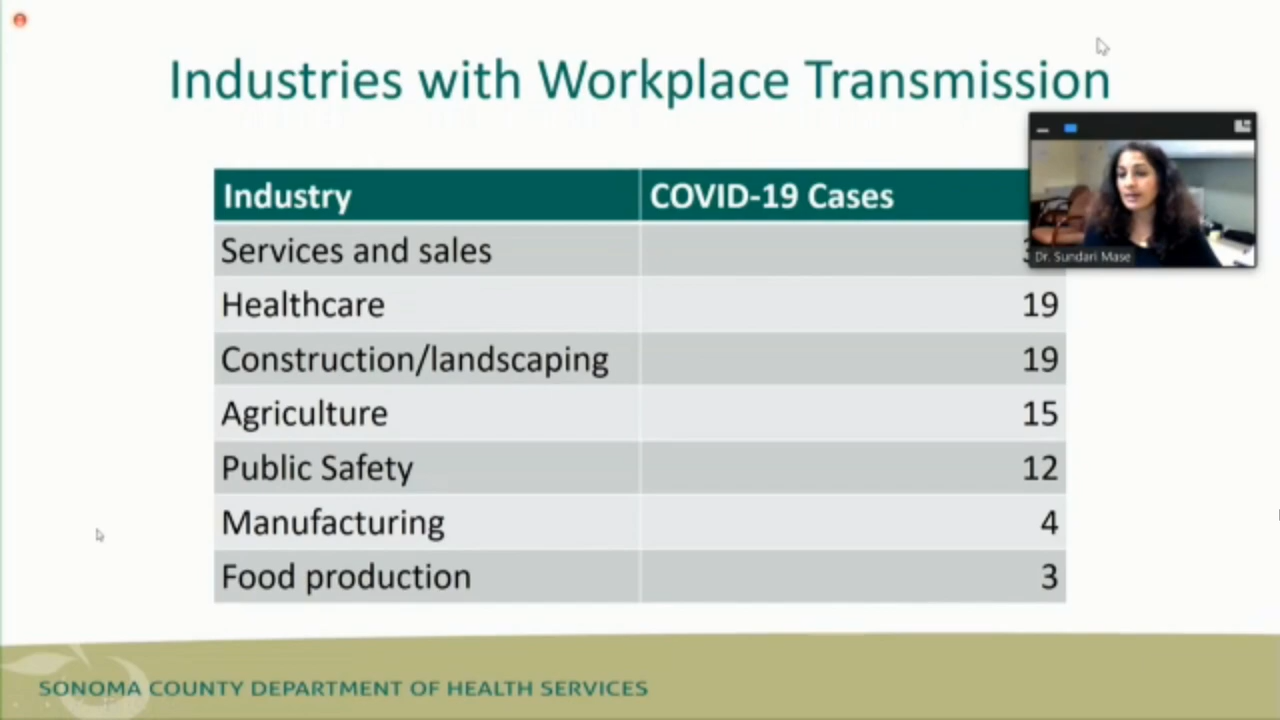 Industries with Workplace Transmission
Industry COVID-19 Cases
Services and sales
Healthcare 19
Construction/landscaping 19
Agriculture 15
Public Safety 12
Manufacturing 4
Food production 3
Dr. Sundari Mase
SONOMA COUNTY DEPARTMENT OF HEALTH SERVICES